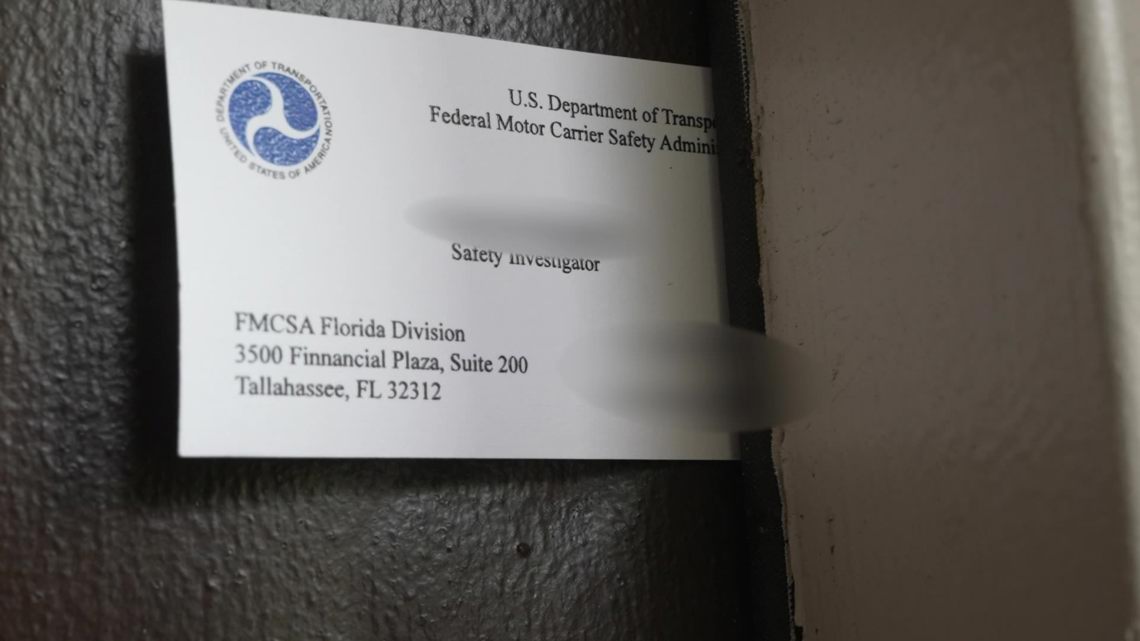 DEPARTMENT OF TRANSPORTATION
UNITED STATES OF AMERICA
U.S. Department of Transpo
Federal Motor Carrier Safety Admini
Safety Investigator
FMCSA Florida Division
3500 Finnancial Plaza, Suite 200
Tallahassee, FL 32312